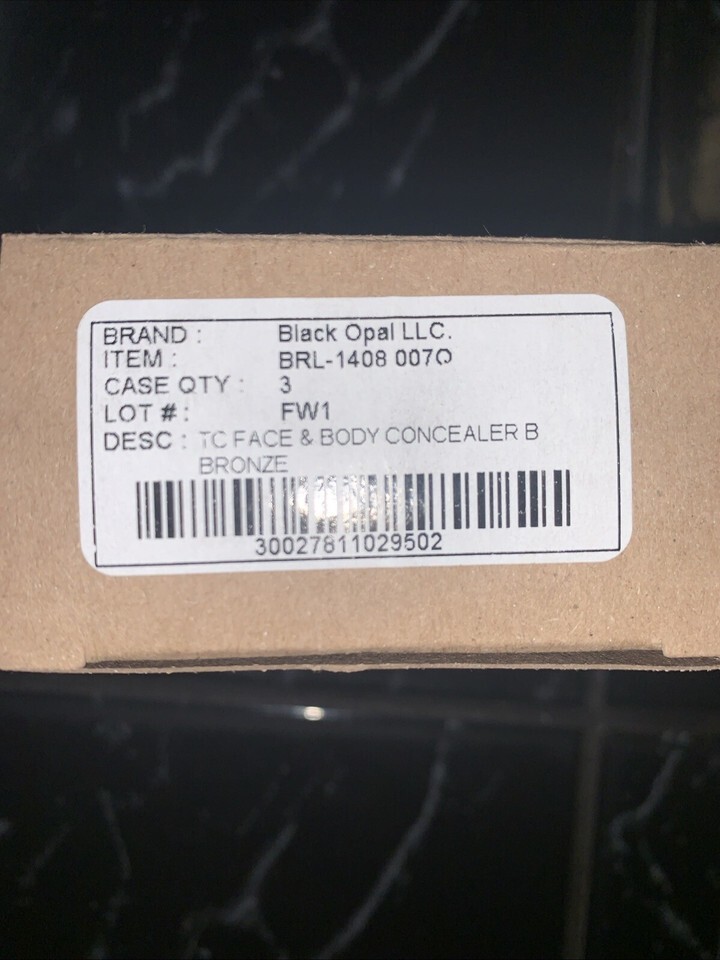 BRAND : Black Opal LLC.
ITEM : BRL-1408 007O
CASE QTY : 3
LOT # : FW1
DESC : TC FACE & BODY CONCEALER B
BRONZE
30027811029502